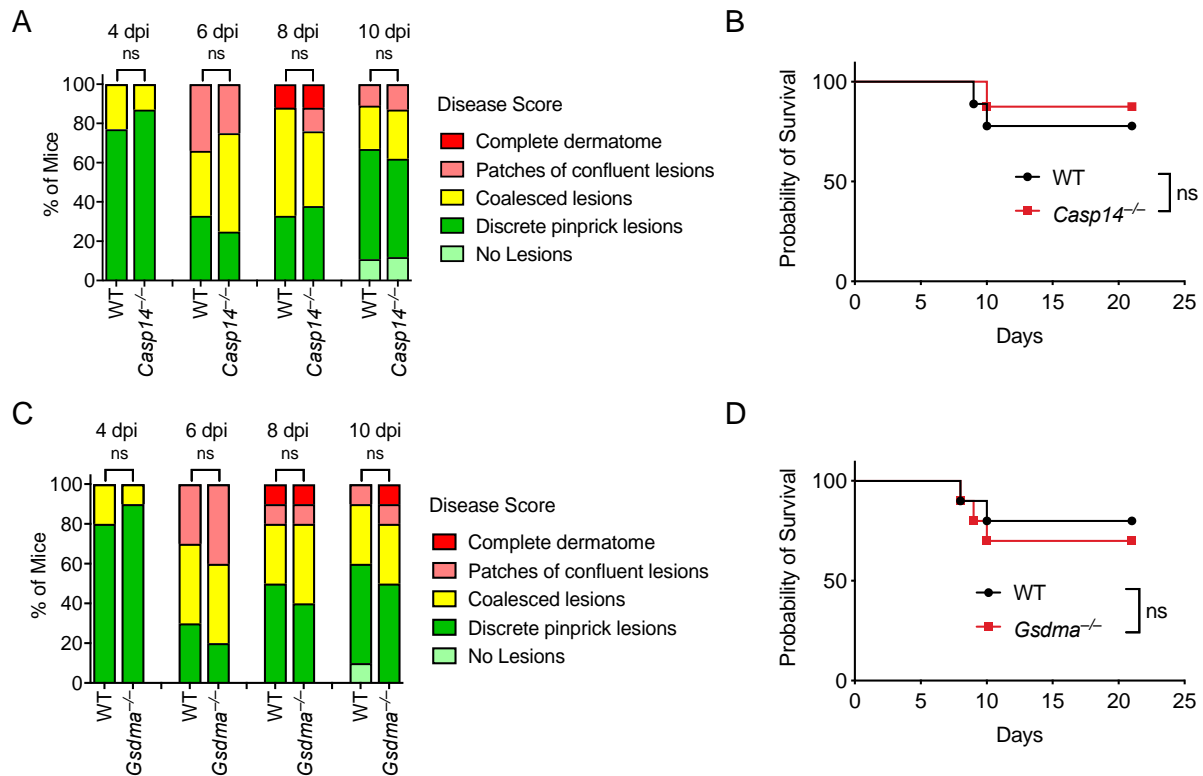 A
4 dpi 6 dpi 8 dpi 10 dpi
ns ns ns ns
100
80
60
40
20
0
% of Mice
WT Casp14–/– WT Casp14–/– WT Casp14–/– WT Casp14–/–
Disease Score
Complete dermatome
Patches of confluent lesions
Coalesced lesions
Discrete pinprick lesions
No Lesions
B
Probability of Survival
100
50
0
0 5 10 15 20 25
Days
WT
Casp14–/–
ns
C
4 dpi 6 dpi 8 dpi 10 dpi
ns ns ns ns
100
80
60
40
20
0
% of Mice
WT Gsdma–/– WT Gsdma–/– WT Gsdma–/– WT Gsdma–/–
Disease Score
Complete dermatome
Patches of confluent lesions
Coalesced lesions
Discrete pinprick lesions
No Lesions
D
Probability of Survival
100
50
0
0 5 10 15 20 25
Days
WT
Gsdma–/–
ns